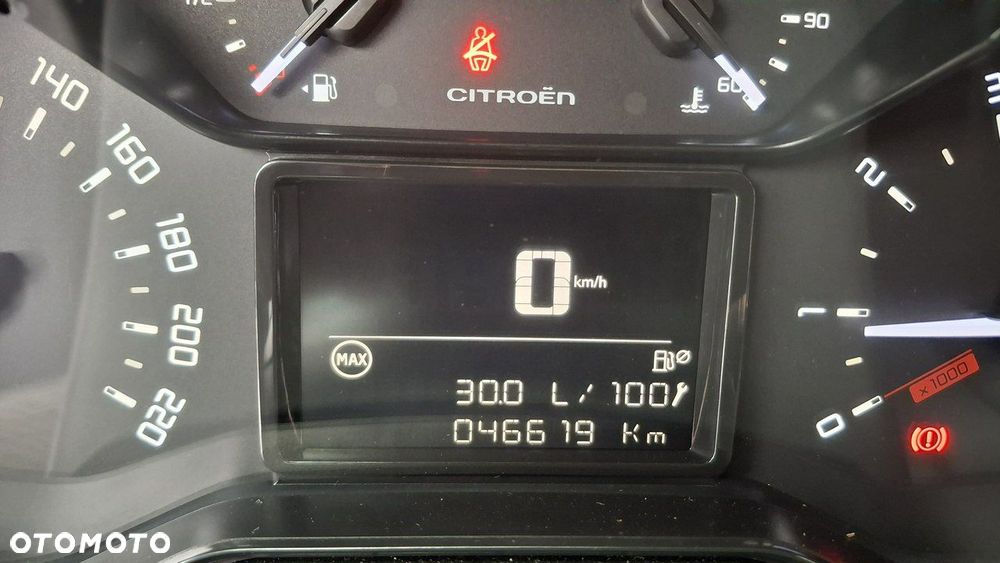 90
60
CITROËN
140
160
180
200
220
0 km/h
MAX
30.0 L/100
046619 Km
2
1
0
x1000
OTOMOTO